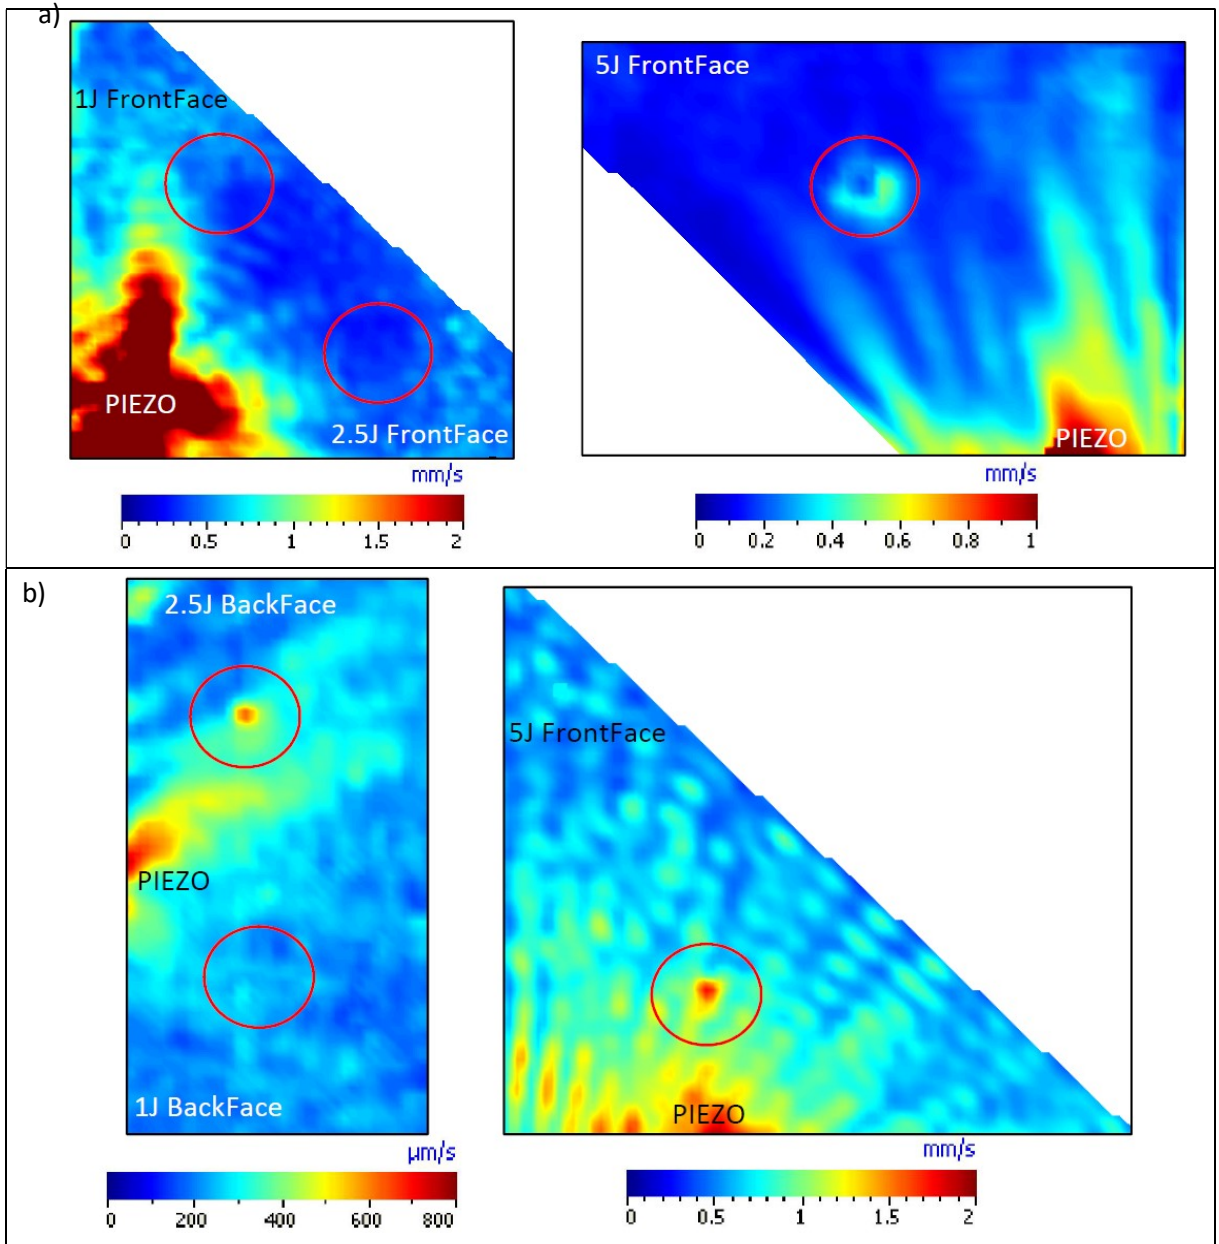 a)
1J FrontFace
PIEZO
2.5J FrontFace
mm/s
0 0.5 1 1.5 2
5J FrontFace
PIEZO
mm/s
0 0.2 0.4 0.6 0.8 1
b)
2.5J BackFace
PIEZO
1J BackFace
μm/s
0 200 400 600 800
5J FrontFace
PIEZO
mm/s
0 0.5 1 1.5 2